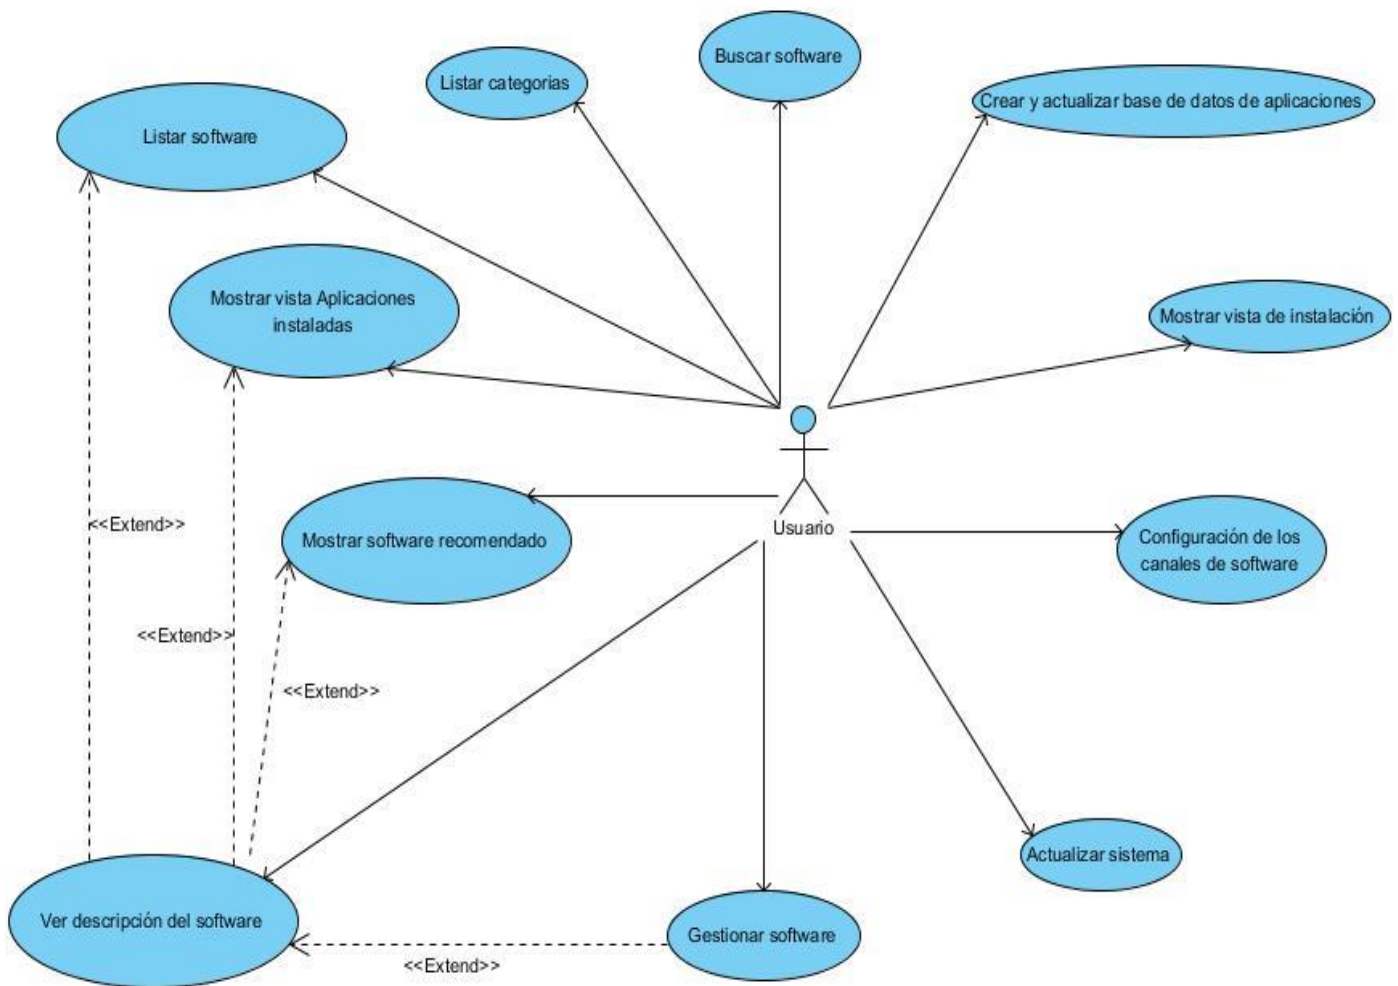 Buscar software
Listar categorias
Crear y actualizar base de datos de aplicaciones
Listar software
Mostrar vista Aplicaciones
instaladas
Mostrar vista de instalación
<<Extend>>
Mostrar software recomendado
Usuario
Configuración de los
canales de software
<<Extend>>
<<Extend>>
Actualizar sistema
Ver descripción del software
Gestionar software
<<Extend>>